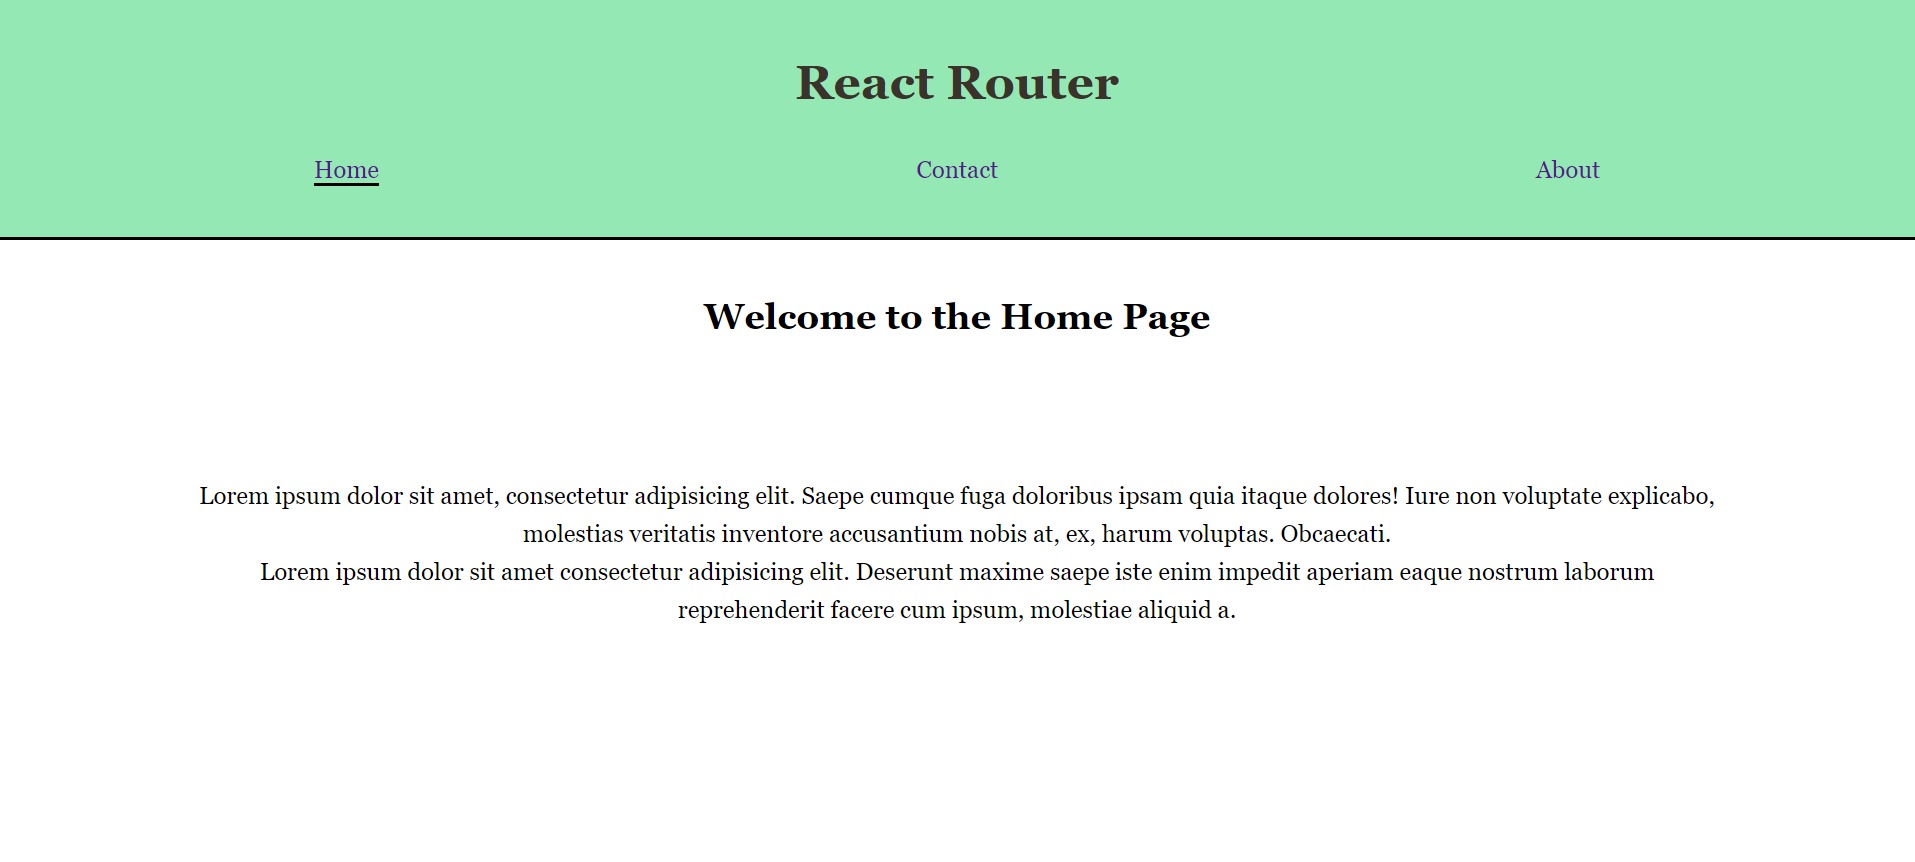 React Router
Home Contact About
Welcome to the Home Page
Lorem ipsum dolor sit amet, consectetur adipisicing elit. Saepe cumque fuga doloribus ipsam quia itaque dolores! Iure non voluptate explicabo,
molestias veritatis inventore accusantium nobis at, ex, harum voluptas. Obcaecati.
Lorem ipsum dolor sit amet consectetur adipisicing elit. Deserunt maxime saepe iste enim impedit aperiam eaque nostrum laborum
reprehenderit facere cum ipsum, molestiae aliquid a.